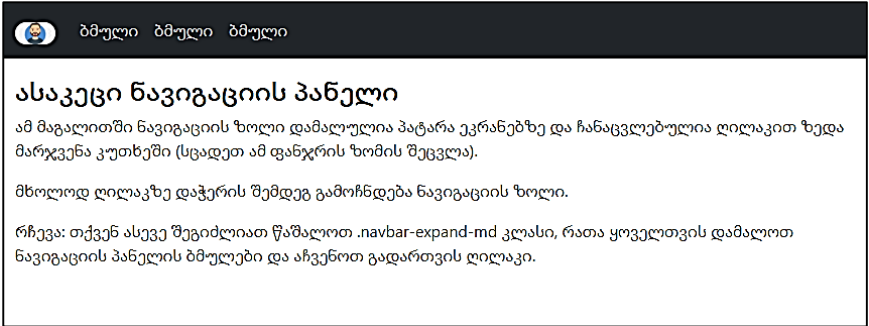 ბმული ბმული ბმული
ასაკეცი ნავიგაციის პანელი
ამ მაგალითში ნავიგაციის ზოლი დამალულია პატარა ეკრანებზე და ჩანაცვლებულია ღილაკით ზედა
მარჯვენა კუთხეში (სცადეთ ამ ფანჯრის ზომის შეცვლა).
მხოლოდ ღილაკზე დაჭერის შემდეგ გამოჩნდება ნავიგაციის ზოლი.
რჩევა: თქვენ ასევე შეგიძლიათ წაშალოთ .navbar-expand-md კლასი, რათა ყოველთვის დამალოთ
ნავიგაციის პანელის ბმულები და აჩვენოთ გადართვის ღილაკი.